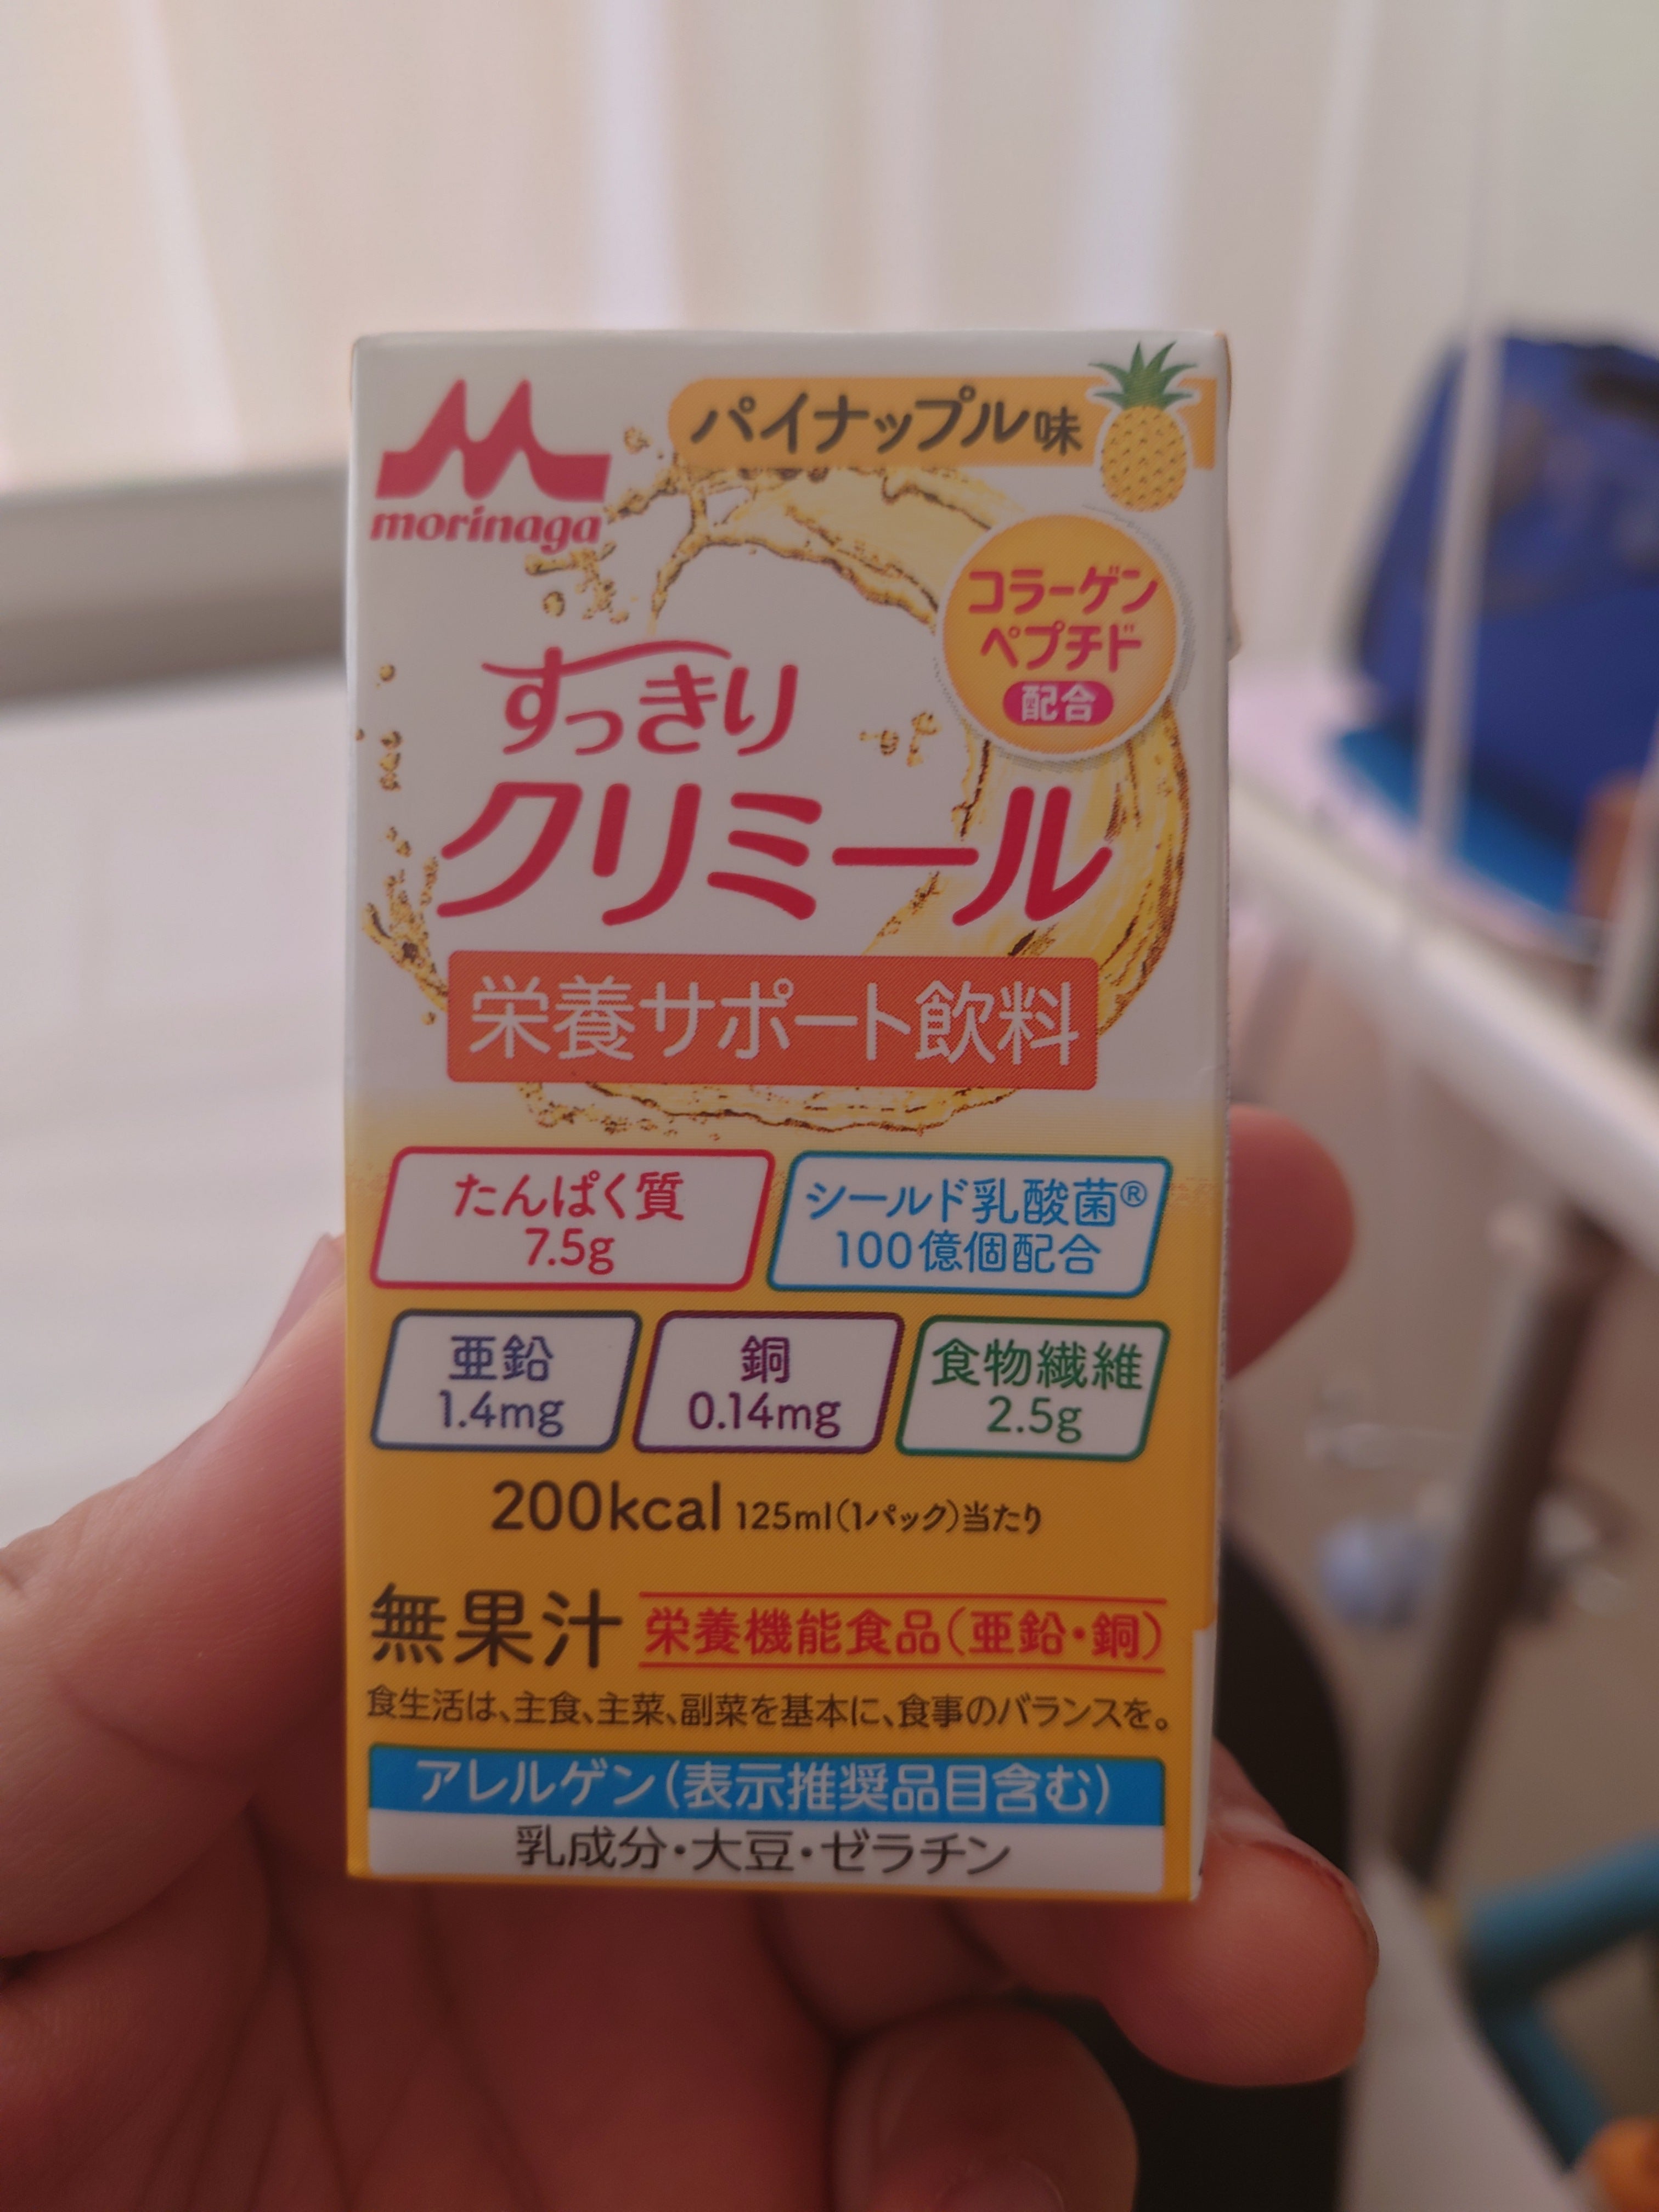 morinaga
パイナップル味
コラーゲン
ペプチド
配合
すっきり
クリミール
栄養サポート飲料
たんぱく質
7.5g
シールド乳酸菌®
100億個配合
亜鉛
1.4mg
銅
0.14mg
食物繊維
2.5g
200kcal 125ml(1パック)当たり
無果汁 栄養機能食品(亜鉛・銅)
食生活は、主食、主菜、副菜を基本に、食事のバランスを。
アレルゲン(表示推奨品目含む)
乳成分・大豆・ゼラチン